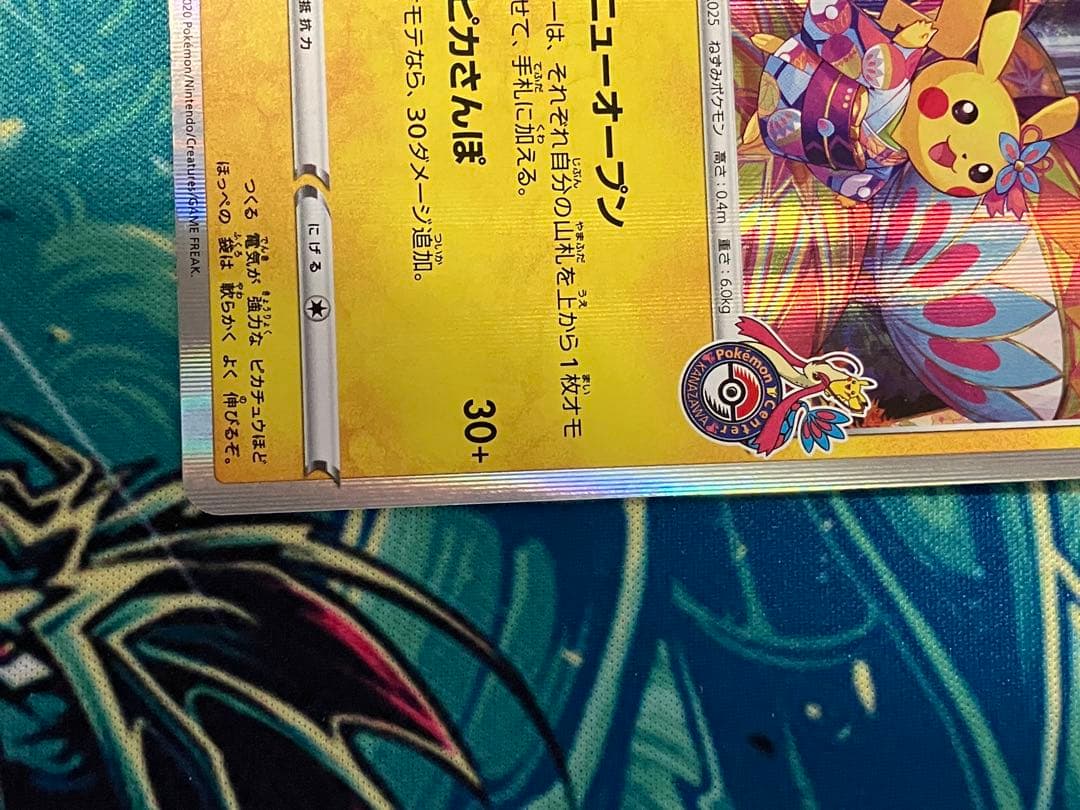 025 ねずみポケモン 高さ：0.4m 重さ：6.0kg
Pokémon Center
KANAZAWA
ニューオープン
ーは、それぞれ自分の山札を上から1枚オモ
せて、手札に加える。
ピカさんぽ 30+
オモテなら、30ダメージ追加。
抵抗力 にげる
つくる 電気が 強力な ピカチュウほど
ほっぺの 袋は 軟らかく よく 伸びるぞ。
2020 Pokémon/Nintendo/Creatures/GAME FREAK.